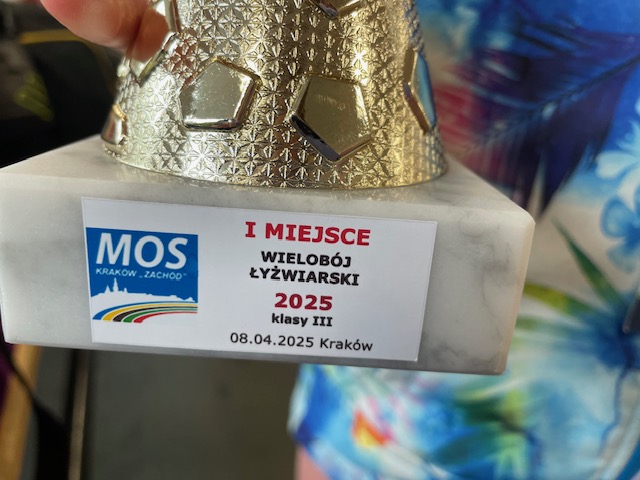 MOS
KRAKÓW „ZACHÓD”
I MIEJSCE
WIELOBÓJ
ŁYŻWIARSKI
2025
klasy III
08.04.2025 Kraków